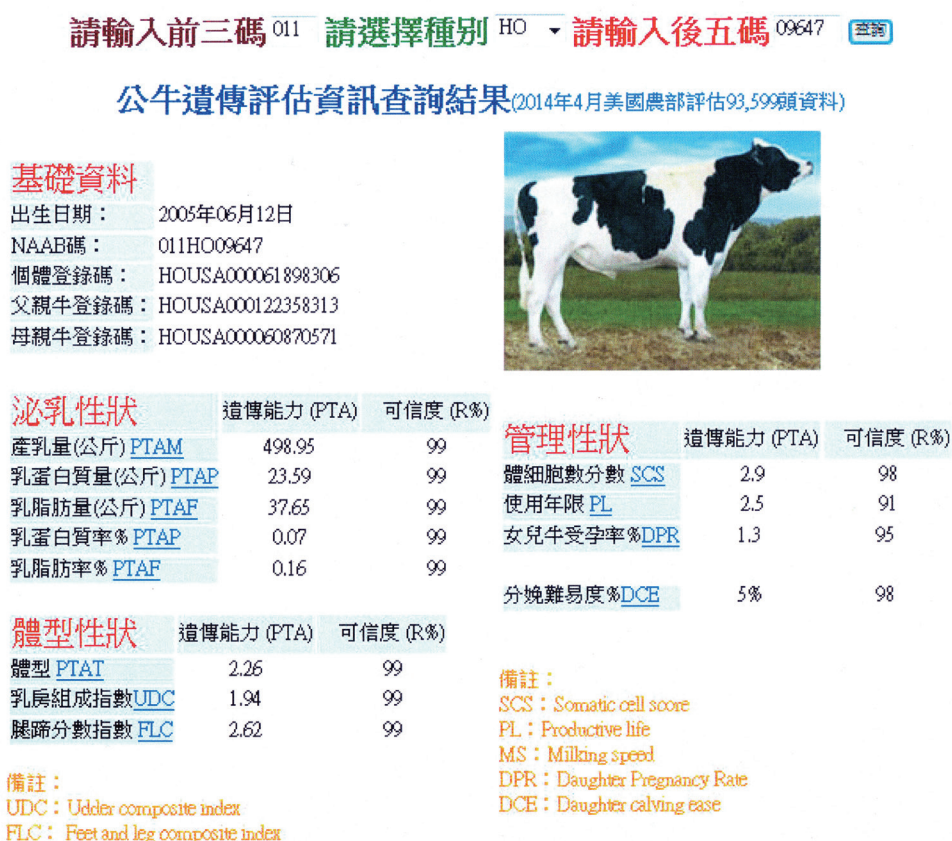 請輸入前三碼 011 請選擇種別 HO 請輸入後五碼 09647 查詢
公牛遺傳評估資訊查詢結果(2014年4月美國農部評估93,599頭資料)
基礎資料
出生日期： 2005年06月12日
NAAB碼： 011HO09647
個體登錄碼： HOUSA000061898306
父親牛登錄碼： HOUSA000122358313
母親牛登錄碼： HOUSA000060870571
泌乳性狀 遺傳能力 (PTA) 可信度 (R%)
產乳量(公斤) PTAM 498.95 99
乳蛋白質量(公斤) PTAP 23.59 99
乳脂肪量(公斤) PTAF 37.65 99
乳蛋白質率% PTAP 0.07 99
乳脂肪率% PTAF 0.16 99
體型性狀 遺傳能力 (PTA) 可信度 (R%)
體型 PTAT 2.26 99
乳房組成指數UDC 1.94 99
腿蹄分數指數 FLC 2.62 99
備註：
UDC：Udder composite index
FLC： Feet and leg composite index
管理性狀 遺傳能力 (PTA) 可信度 (R%)
體細胞數分數 SCS 2.9 98
使用年限 PL 2.5 91
女兒牛受孕率%DPR 1.3 95
分娩難易度%DCE 5% 98
備註：
SCS：Somatic cell score
PL：Productive life
MS：Milking speed
DPR：Daughter Pregnancy Rate
DCE：Daughter calving ease